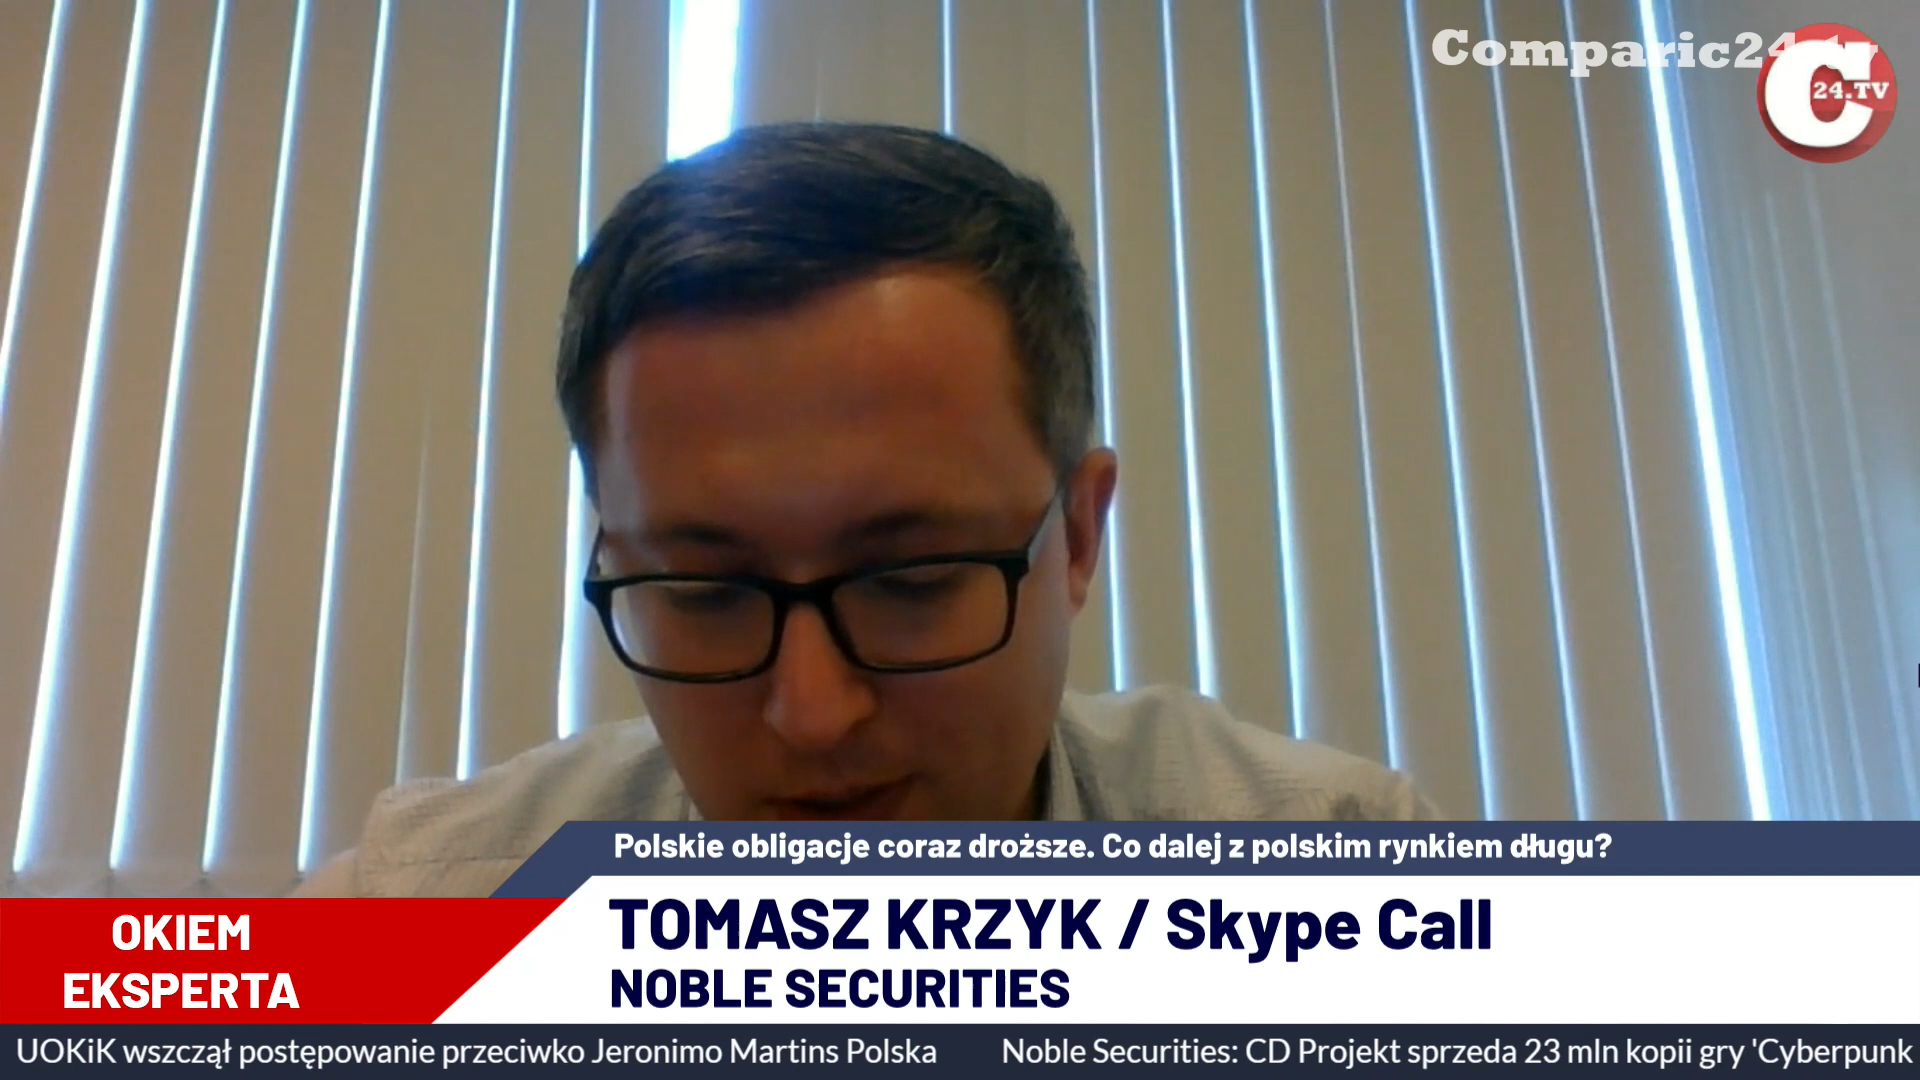 Comparic24.tv
C 24.TV
Polskie obligacje coraz droższe. Co dalej z polskim rynkiem długu?
OKIEM
EKSPERTA
TOMASZ KRZYK / Skype Call
NOBLE SECURITIES
UOKiK wszczął postępowanie przeciwko Jeronimo Martins Polska Noble Securities: CD Projekt sprzeda 23 mln kopii gry 'Cyberpunk